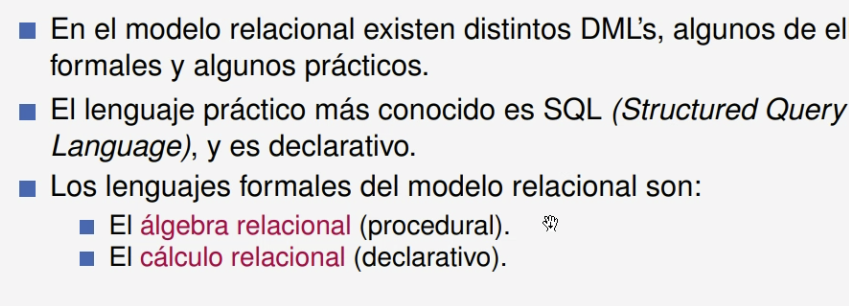 En el modelo relacional existen distintos DML's, algunos de el
formales y algunos prácticos.
El lenguaje práctico más conocido es SQL (Structured Query
Language), y es declarativo.
Los lenguajes formales del modelo relacional son:
El álgebra relacional (procedural).
El cálculo relacional (declarativo).